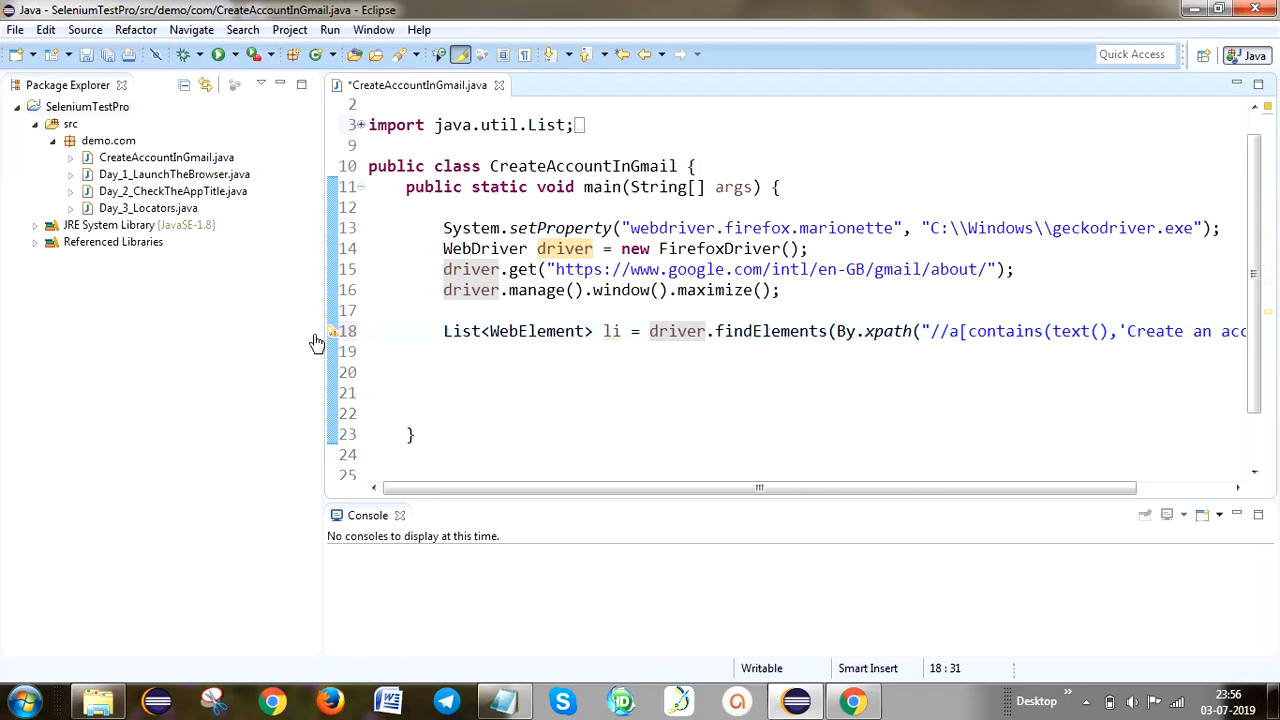 Java - SeleniumTestPro/src/demo/com/CreateAccountInGmail.java - Eclipse
File Edit Source Refactor Navigate Search Project Run Window Help
Quick Access
Java
Package Explorer
*CreateAccountInGmail.java
SeleniumTestPro
src
demo.com
CreateAccountInGmail.java
Day_1_LaunchTheBrowser.java
Day_2_CheckTheAppTitle.java
Day_3_Locators.java
JRE System Library [JavaSE-1.8]
Referenced Libraries
2
3 import java.util.List;
9
10 public class CreateAccountInGmail {
11 public static void main(String[] args) {
12
13 System.setProperty("webdriver.firefox.marionette", "C:\\Windows\\geckodriver.exe");
14 WebDriver driver = new FirefoxDriver();
15 driver.get("https://www.google.com/intl/en-GB/gmail/about/");
16 driver.manage().window().maximize();
17
18 List<WebElement> li = driver.findElements(By.xpath("//a[contains(text(),'Create an acc
19
20
21
22
23 }
24
25
Console
No consoles to display at this time.
Writable
Smart Insert
18 : 31
Desktop
23:56
03-07-2019